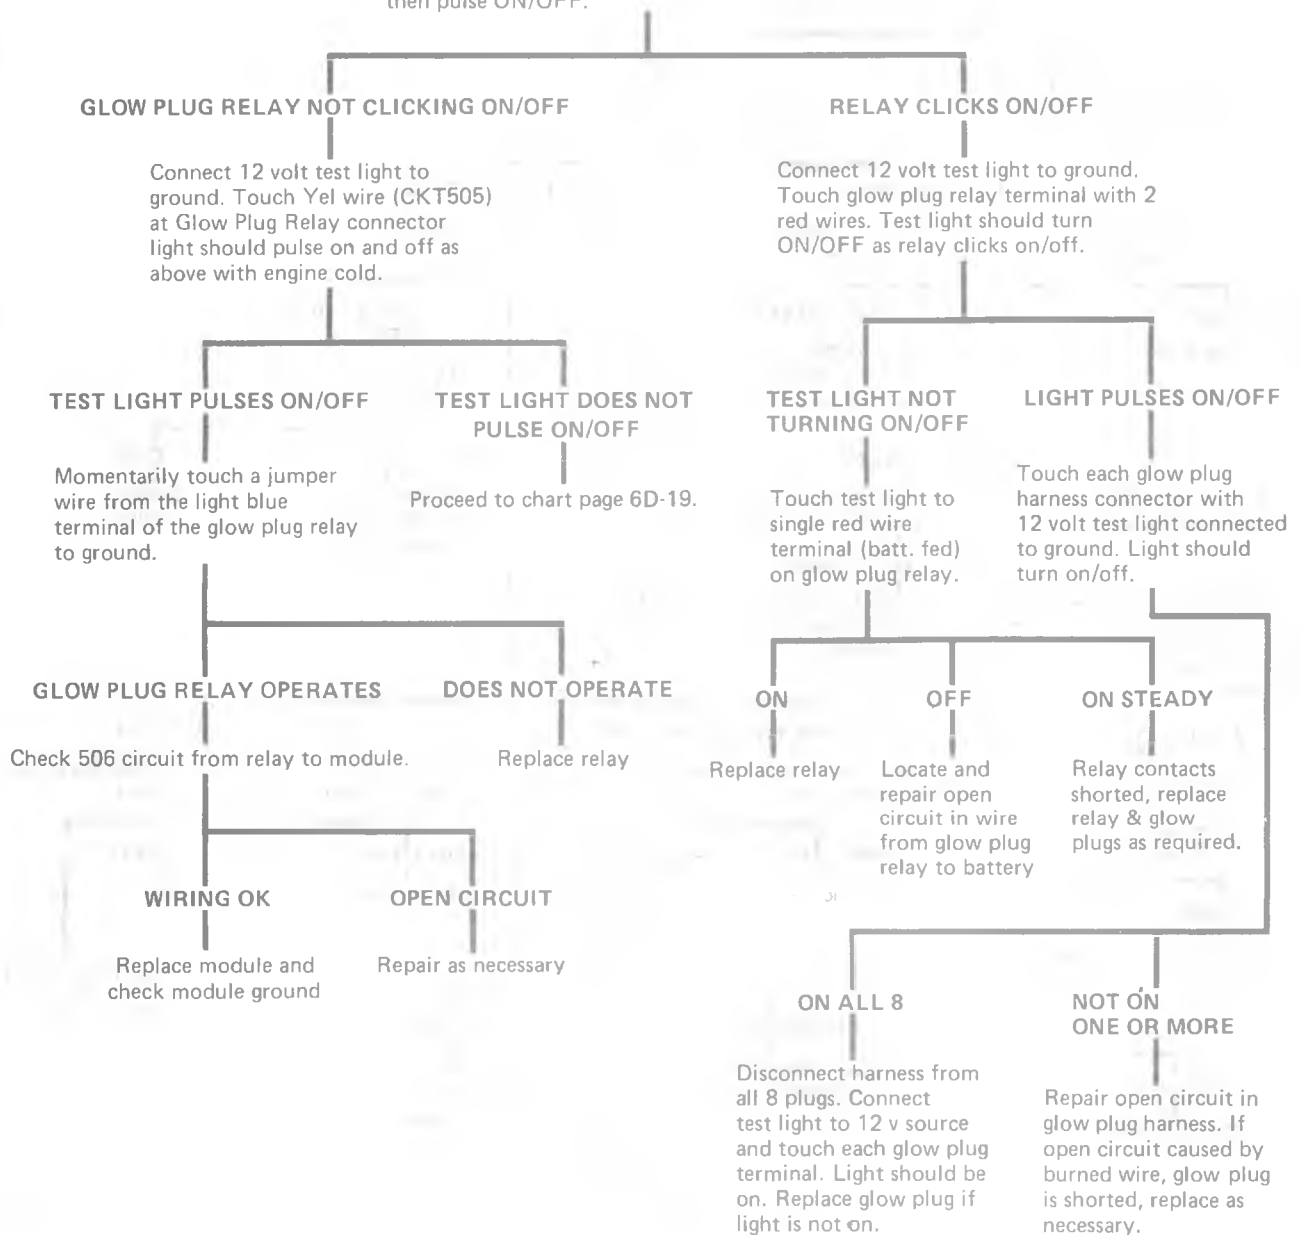 then pulse ON/OFF.
GLOW PLUG RELAY NOT CLICKING ON/OFF
Connect 12 volt test light to
ground. Touch Yel wire (CKT505)
at Glow Plug Relay connector
light should pulse on and off as
above with engine cold.
TEST LIGHT PULSES ON/OFF
Momentarily touch a jumper
wire from the light blue
terminal of the glow plug relay
to ground.
TEST LIGHT DOES NOT
PULSE ON/OFF
Proceed to chart page 6D-19.
GLOW PLUG RELAY OPERATES
Check 506 circuit from relay to module.
DOES NOT OPERATE
Replace relay
WIRING OK
Replace module and
check module ground
OPEN CIRCUIT
Repair as necessary
RELAY CLICKS ON/OFF
Connect 12 volt test light to ground.
Touch glow plug relay terminal with 2
red wires. Test light should turn
ON/OFF as relay clicks on/off.
TEST LIGHT NOT
TURNING ON/OFF
Touch test light to
single red wire
terminal (batt. fed)
on glow plug relay.
LIGHT PULSES ON/OFF
Touch each glow plug
harness connector with
12 volt test light connected
to ground. Light should
turn on/off.
ON
Replace relay
OFF
Locate and
repair open
circuit in wire
from glow plug
relay to battery
ON STEADY
Relay contacts
shorted, replace
relay & glow
plugs as required.
ON ALL 8
Disconnect harness from
all 8 plugs. Connect
test light to 12 v source
and touch each glow plug
terminal. Light should be
on. Replace glow plug if
light is not on.
NOT ON
ONE OR MORE
Repair open circuit in
glow plug harness. If
open circuit caused by
burned wire, glow plug
is shorted, replace as
necessary.